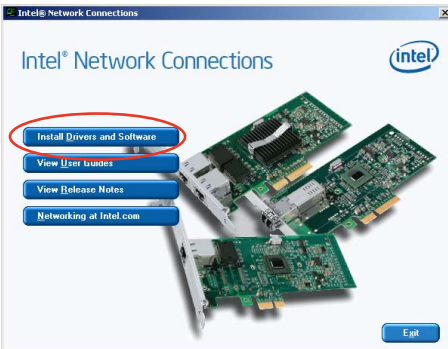 Intel® Network Connections
Intel® Network Connections
intel
Install Drivers and Software
View User Guides
View Release Notes
Networking at Intel.com
Exit